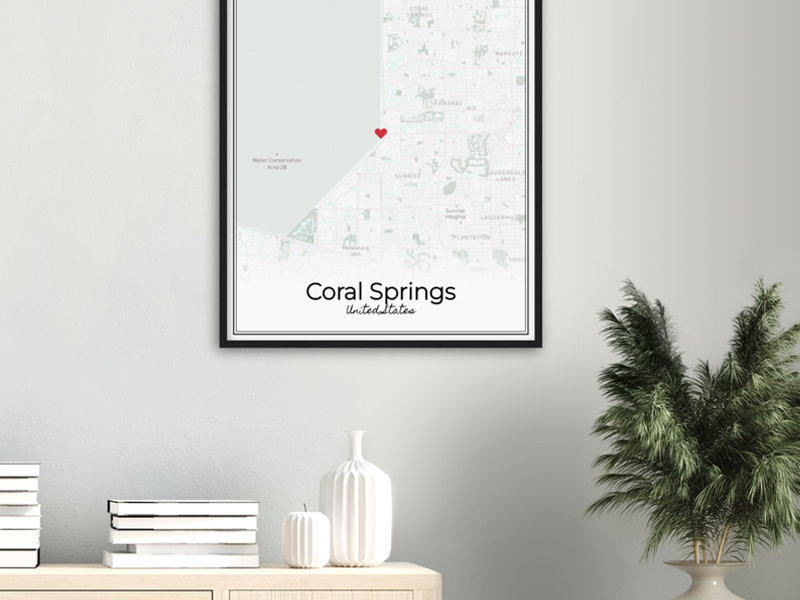 CORAL
SPRINGS
MARGATE
TAMARAC
Water Conservation
Area 2B
SUNRISE
LAUDERDALE
LAKES
Sunrise
Heights
LAUDERHILL
PLANTATION
Coral Springs
United States